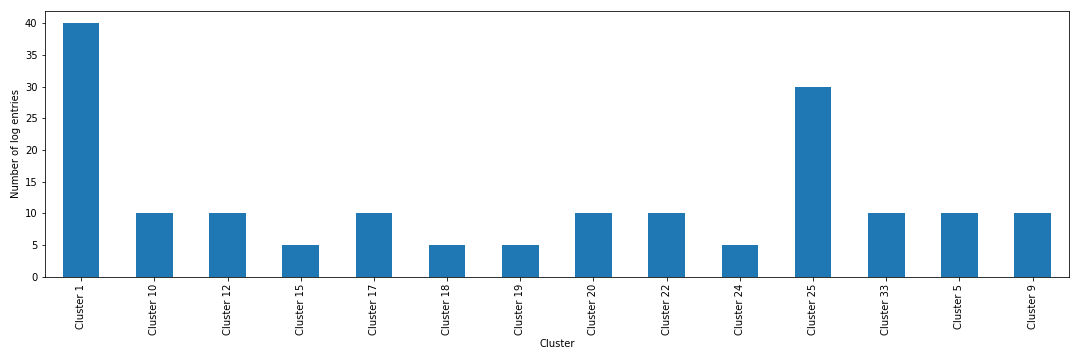 40
35
30
25
20
15
10
5
0
Number of log entries
Cluster 1
Cluster 10
Cluster 12
Cluster 15
Cluster 17
Cluster 18
Cluster 19
Cluster 20
Cluster 22
Cluster 24
Cluster 25
Cluster 33
Cluster 5
Cluster 9
Cluster